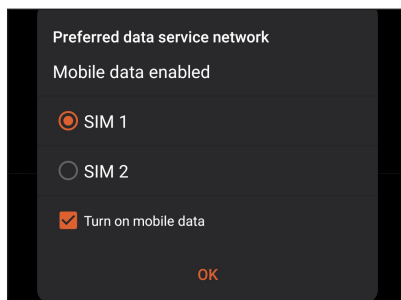 Preferred data service network
Mobile data enabled
SIM 1
SIM 2
Turn on mobile data
OK